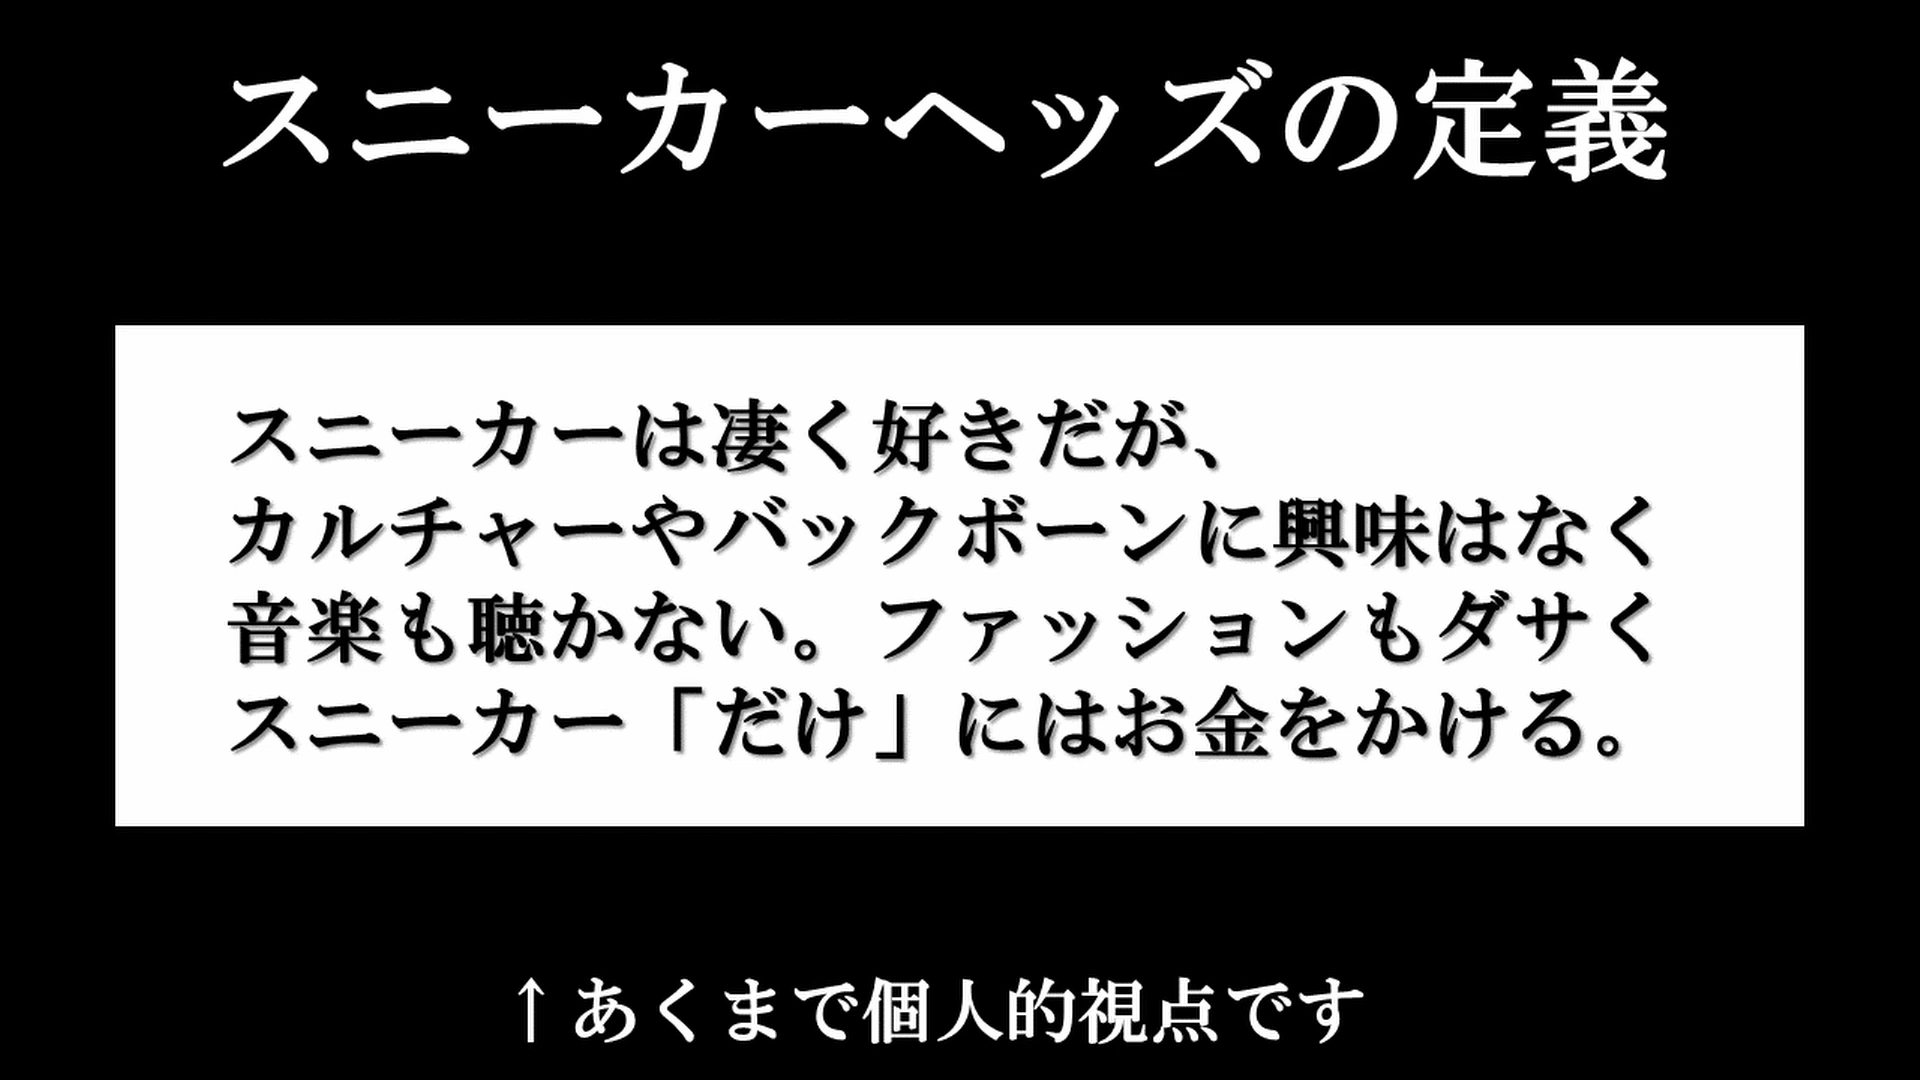 スニーカーヘッズの定義
スニーカーは凄く好きだが、
カルチャーやバックボーンに興味はなく
音楽も聴かない。ファッションもダサく
スニーカー「だけ」にはお金をかける。
↑あくまで個人的視点です